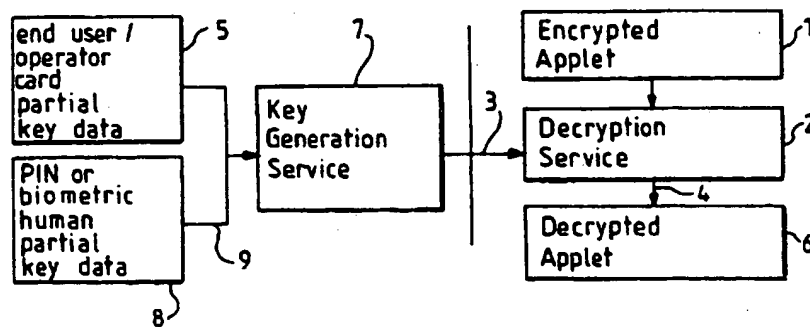 end user/
operator
card
partial
key data
5
PIN or
biometric
human
partial
key data
8
9
Key
Generation
Service
7
3
Encrypted
Applet
1
Decryption
Service
2
4
Decrypted
Applet
6